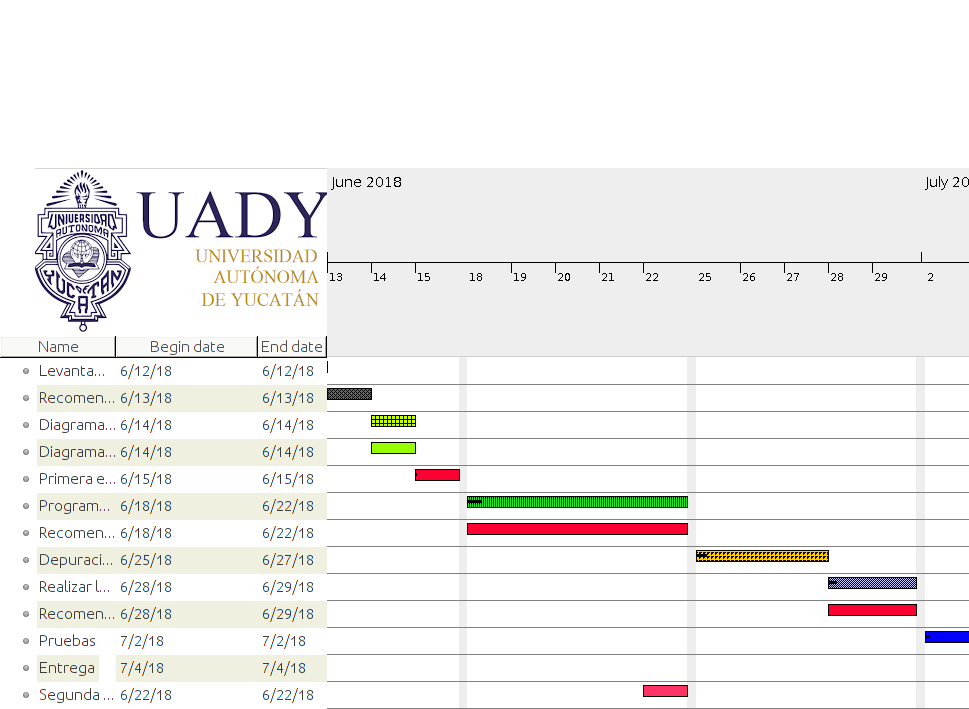 June 2018 July 20
UNIVERSIDAD
AUTONOMA
YUCATAN
UADY
UNIVERSIDAD
AUTÓNOMA
DE YUCATÁN
13 14 15 18 19 20 21 22 25 26 27 28 29 2
Name Begin date End date
Levanta... 6/12/18 6/12/18
Recomen... 6/13/18 6/13/18
Diagrama... 6/14/18 6/14/18
Diagrama... 6/14/18 6/14/18
Primera e... 6/15/18 6/15/18
Program... 6/18/18 6/22/18
Recomen... 6/18/18 6/22/18
Depuraci... 6/25/18 6/27/18
Realizar l... 6/28/18 6/29/18
Recomen... 6/28/18 6/29/18
Pruebas 7/2/18 7/2/18
Entrega 7/4/18 7/4/18
Segunda ... 6/22/18 6/22/18